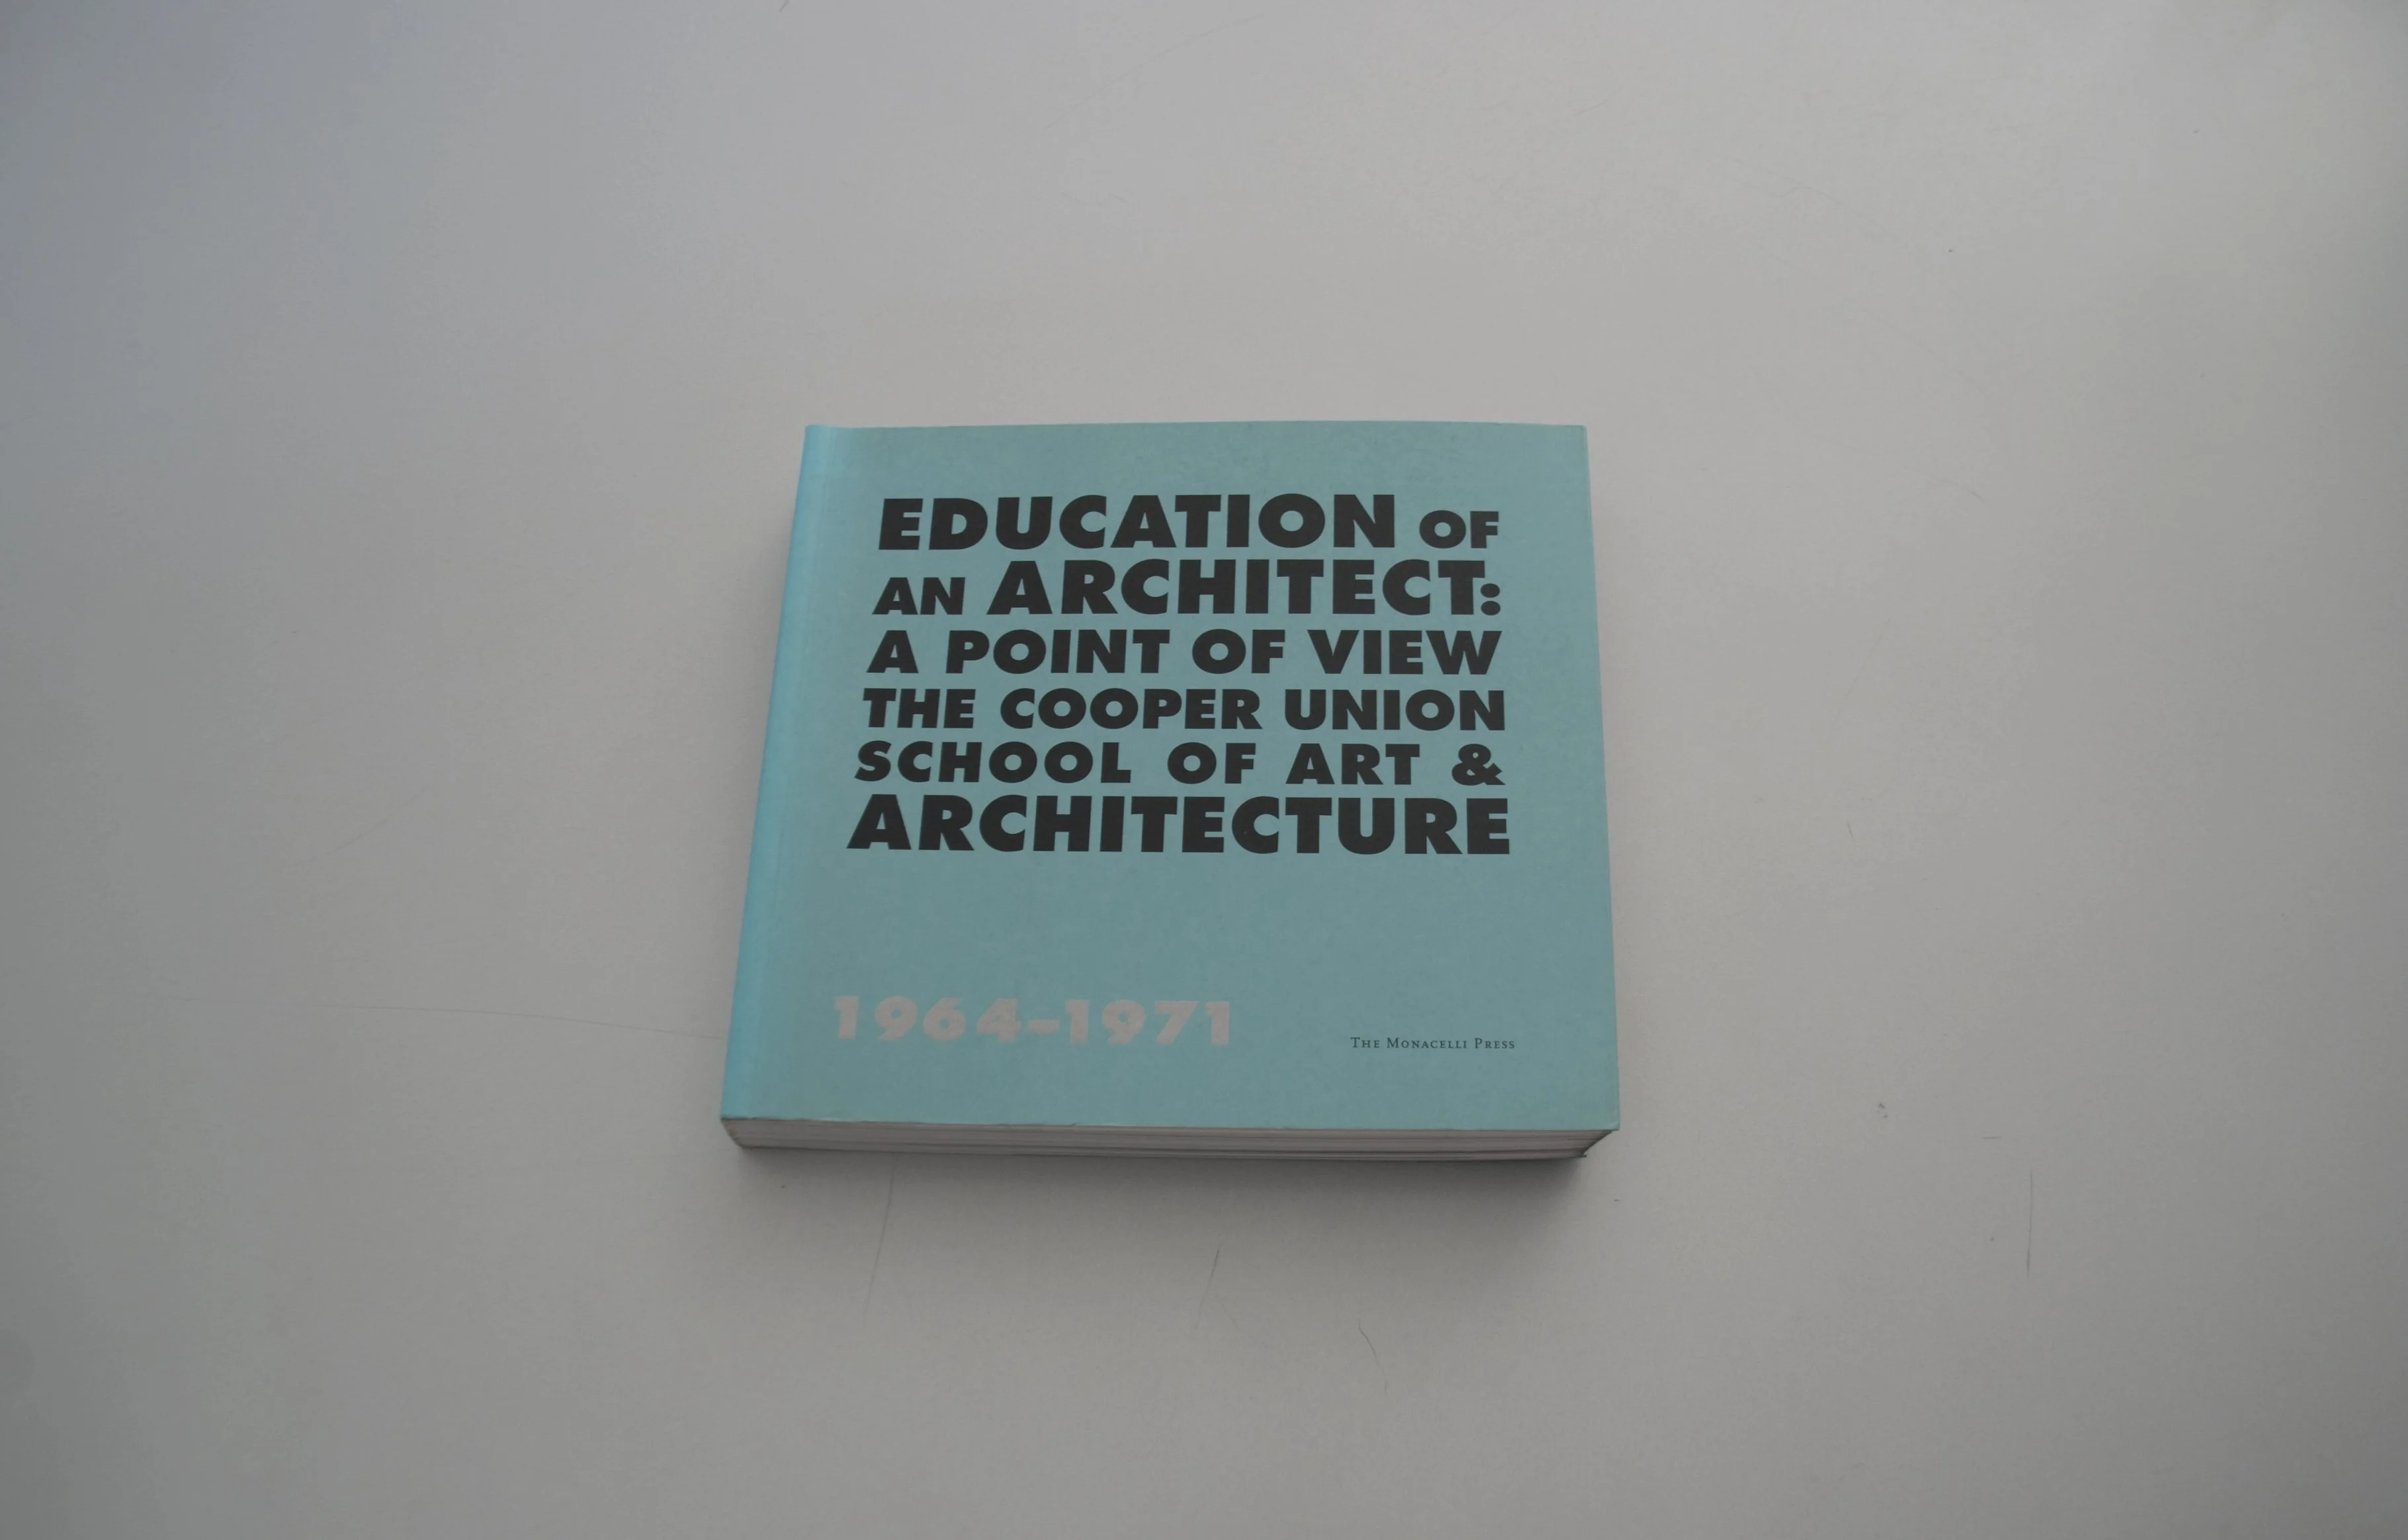 EDUCATION OF
AN ARCHITECT:
A POINT OF VIEW
THE COOPER UNION
SCHOOL OF ART &
ARCHITECTURE
1964–1971
THE MONACELLI PRESS